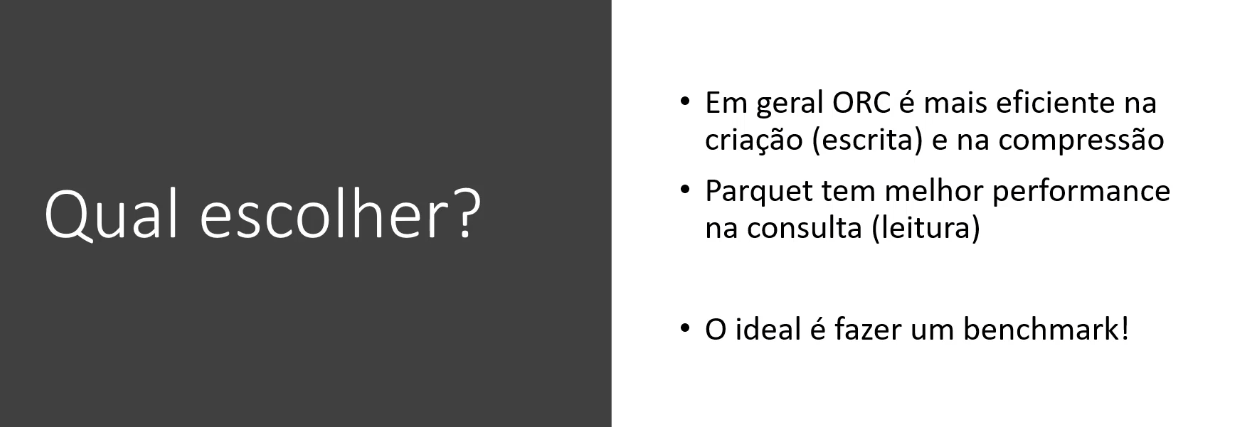 Qual escolher?
• Em geral ORC é mais eficiente na
criação (escrita) e na compressão
• Parquet tem melhor performance
na consulta (leitura)
• O ideal é fazer um benchmark!